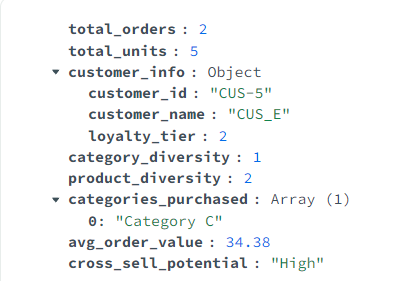 total_orders : 2
total_units : 5
customer_info : Object
customer_id : "CUS-5"
customer_name : "CUS_E"
loyalty_tier : 2
category_diversity : 1
product_diversity : 2
categories_purchased : Array (1)
0: "Category C"
avg_order_value : 34.38
cross_sell_potential : "High"